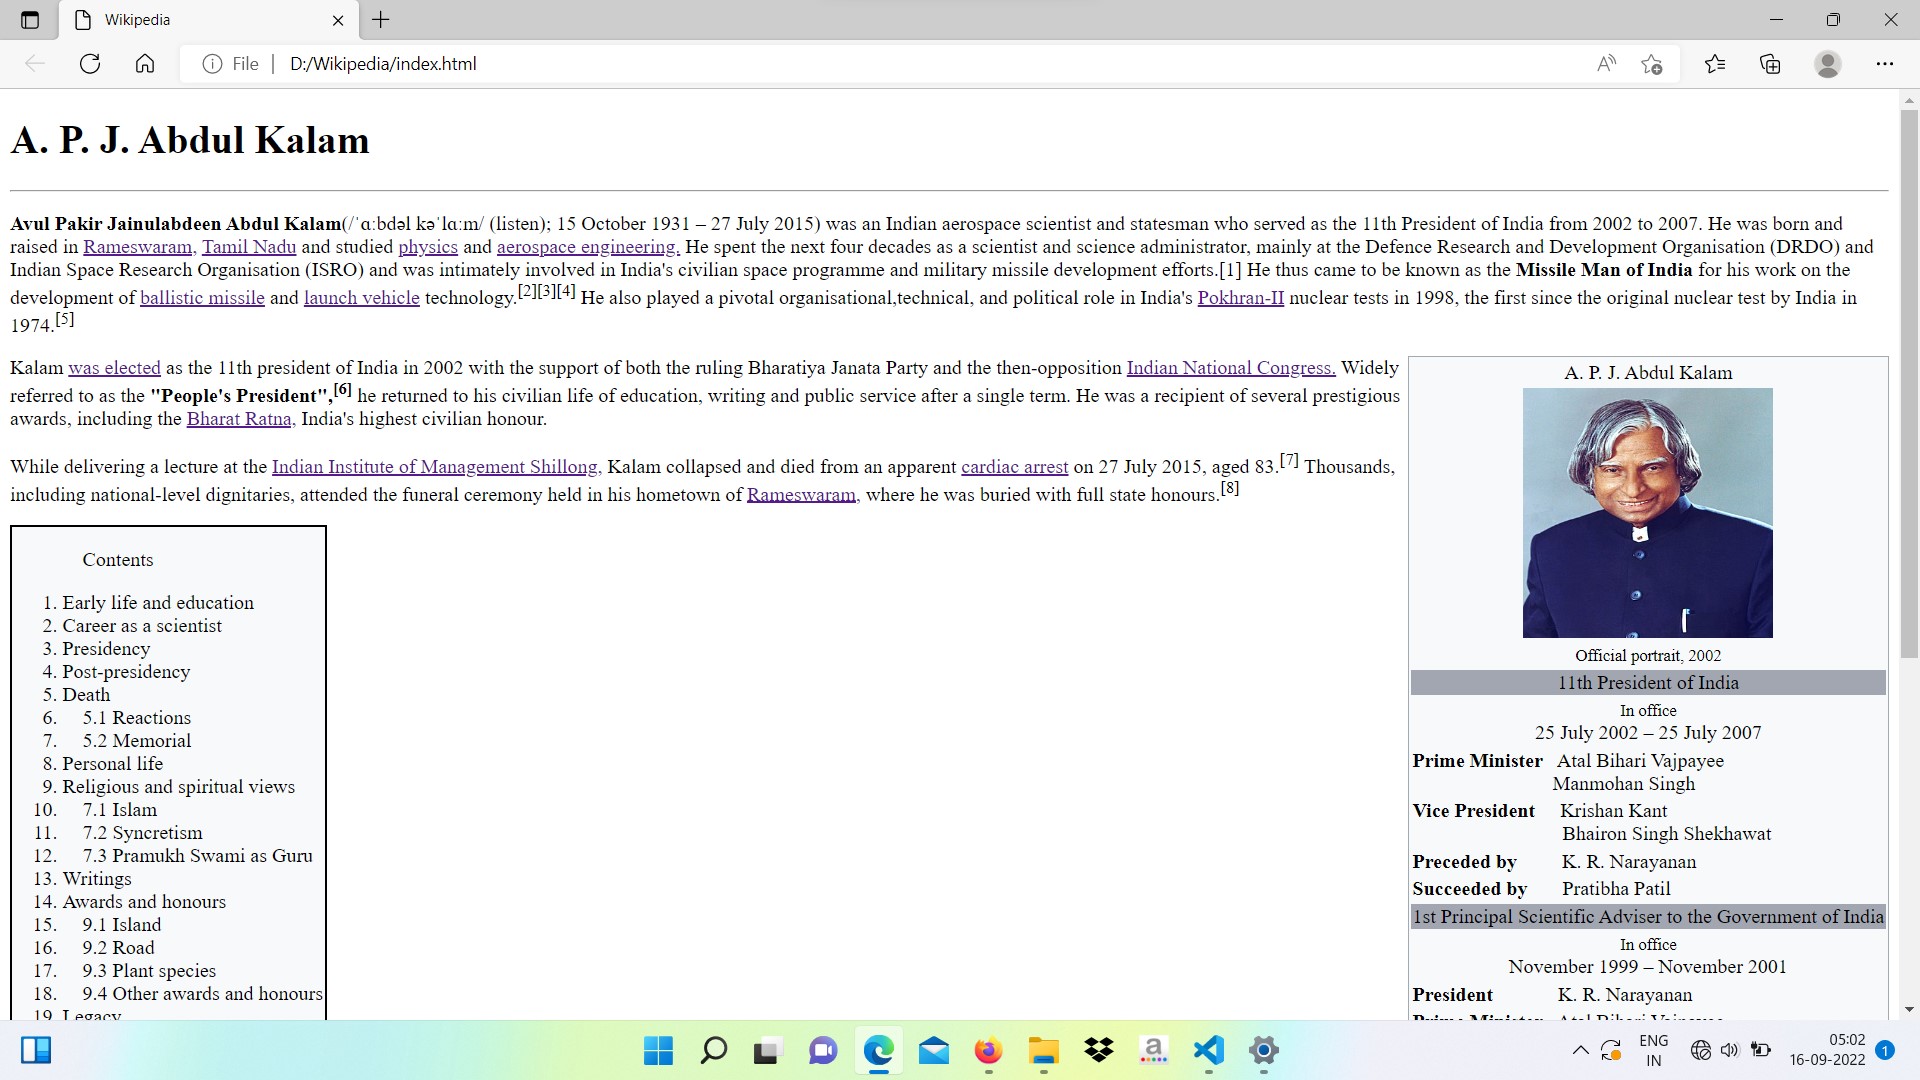 Wikipedia
File
D:/Wikipedia/index.html
A. P. J. Abdul Kalam
Avul Pakir Jainulabdeen Abdul Kalam(/ˈɑːbdəl kəˈlɑːm/ (listen); 15 October 1931 – 27 July 2015) was an Indian aerospace scientist and statesman who served as the 11th President of India from 2002 to 2007. He was born and
raised in Rameswaram, Tamil Nadu and studied physics and aerospace engineering. He spent the next four decades as a scientist and science administrator, mainly at the Defence Research and Development Organisation (DRDO) and
Indian Space Research Organisation (ISRO) and was intimately involved in India's civilian space programme and military missile development efforts.[1] He thus came to be known as the Missile Man of India for his work on the
development of ballistic missile and launch vehicle technology.[2][3][4] He also played a pivotal organisational,technical, and political role in India's Pokhran-II nuclear tests in 1998, the first since the original nuclear test by India in
1974.[5]
Kalam was elected as the 11th president of India in 2002 with the support of both the ruling Bharatiya Janata Party and the then-opposition Indian National Congress. Widely
referred to as the "People's President",[6] he returned to his civilian life of education, writing and public service after a single term. He was a recipient of several prestigious
awards, including the Bharat Ratna, India's highest civilian honour.
While delivering a lecture at the Indian Institute of Management Shillong, Kalam collapsed and died from an apparent cardiac arrest on 27 July 2015, aged 83.[7] Thousands,
including national-level dignitaries, attended the funeral ceremony held in his hometown of Rameswaram, where he was buried with full state honours.[8]
Contents
1. Early life and education
2. Career as a scientist
3. Presidency
4. Post-presidency
5. Death
6. 5.1 Reactions
7. 5.2 Memorial
8. Personal life
9. Religious and spiritual views
10. 7.1 Islam
11. 7.2 Syncretism
12. 7.3 Pramukh Swami as Guru
13. Writings
14. Awards and honours
15. 9.1 Island
16. 9.2 Road
17. 9.3 Plant species
18. 9.4 Other awards and honours
19. Legacy
A. P. J. Abdul Kalam
Official portrait, 2002
11th President of India
In office
25 July 2002 – 25 July 2007
Prime Minister Atal Bihari Vajpayee
Manmohan Singh
Vice President Krishan Kant
Bhairon Singh Shekhawat
Preceded by K. R. Narayanan
Succeeded by Pratibha Patil
1st Principal Scientific Adviser to the Government of India
In office
November 1999 – November 2001
President K. R. Narayanan
Prime Minister Atal Bihari Vajpayee
ENG
IN
05:02
16-09-2022
1